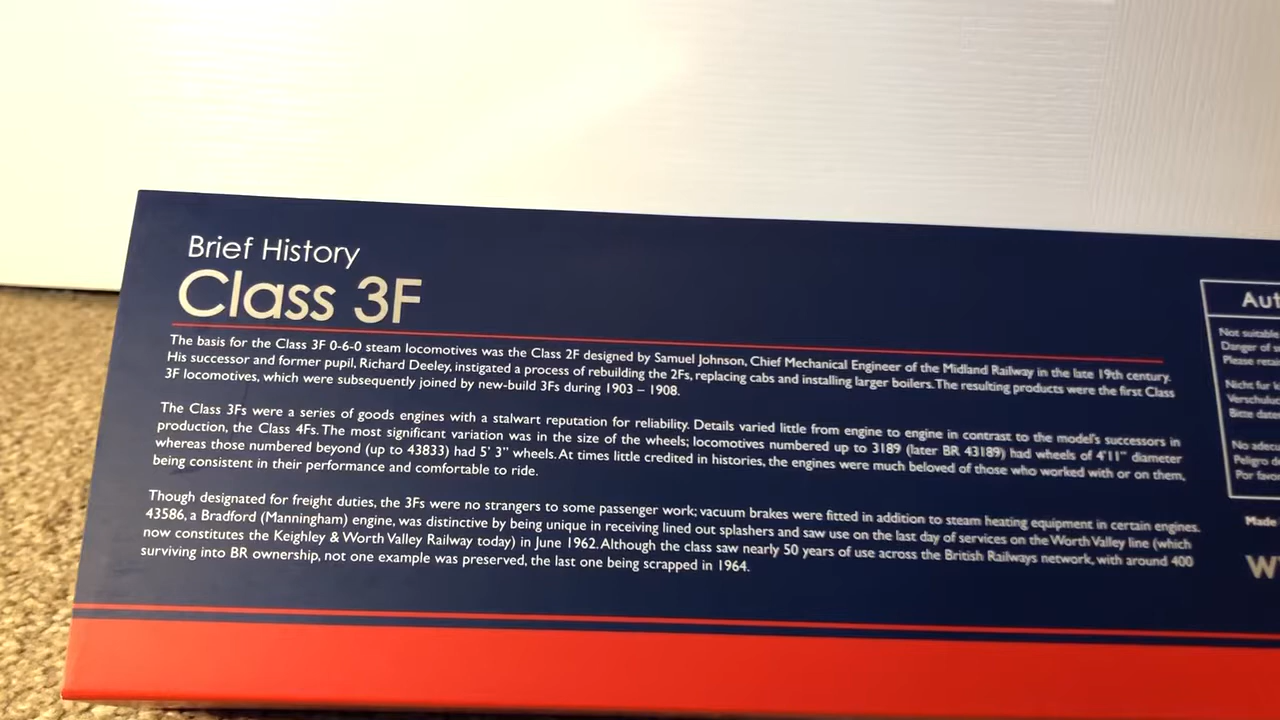 Brief History
Class 3F
The basis for the Class 3F 0-6-0 steam locomotives was the Class 2F designed by Samuel Johnson, Chief Mechanical Engineer of the Midland Railway in the late 19th century.
His successor and former pupil, Richard Deeley, instigated a process of rebuilding the 2Fs, replacing cabs and installing larger boilers. The resulting products were the first Class
3F locomotives, which were subsequently joined by new-build 3Fs during 1903 – 1908.
The Class 3Fs were a series of goods engines with a stalwart reputation for reliability. Details varied little from engine to engine in contrast to the model's successors in
production, the Class 4Fs. The most significant variation was in the size of the wheels; locomotives numbered up to 3189 (later BR 43189) had wheels of 4'11" diameter
whereas those numbered beyond (up to 43833) had 5' 3" wheels. At times little credited in histories, the engines were much beloved of those who worked with or on them,
being consistent in their performance and comfortable to ride.
Though designated for freight duties, the 3Fs were no strangers to some passenger work; vacuum brakes were fitted in addition to steam heating equipment in certain engines.
43586, a Bradford (Manningham) engine, was distinctive by being unique in receiving lined out splashers and saw use on the last day of services on the Worth Valley line (which
now constitutes the Keighley & Worth Valley Railway today) in June 1962. Although the class saw nearly 50 years of use across the British Railways network, with around 400
surviving into BR ownership, not one example was preserved, the last one being scrapped in 1964.
Aut
Not suitable
Danger of
Please
Nicht fur
Bitte
No
Peligro
Por favor
Made
W